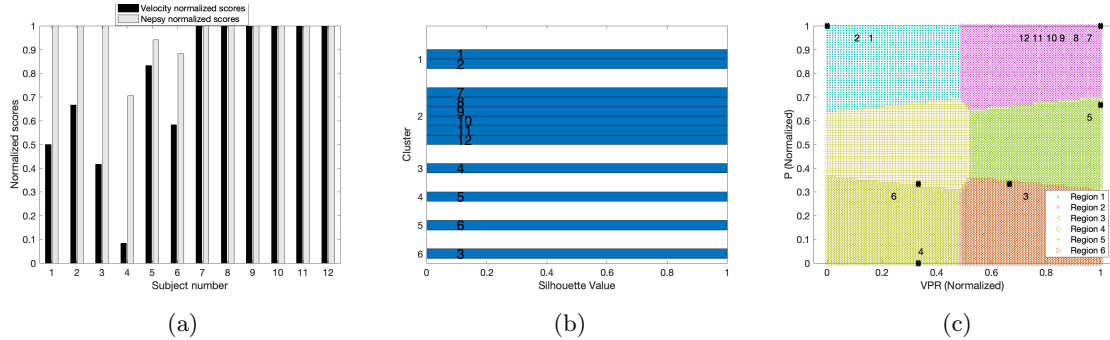 Velocity normalized scores
Nepsy normalized scores
1
0.9
0.8
0.7
0.6
0.5
0.4
0.3
0.2
0.1
0
Normalized scores
1 2 3 4 5 6 7 8 9 10 11 12
Subject number
(a)
Cluster
1
2
3
4
5
6
1
2
7
8
9
10
11
12
4
5
6
3
0 0.2 0.4 0.6 0.8 1
Silhouette Value
(b)
P (Normalized)
1
0.9
0.8
0.7
0.6
0.5
0.4
0.3
0.2
0.1
0
2 1 12 11 10 9 8 7
5
6 3
4
Region 1
Region 2
Region 3
Region 4
Region 5
Region 6
0 0.2 0.4 0.6 0.8 1
VPR (Normalized)
(c)